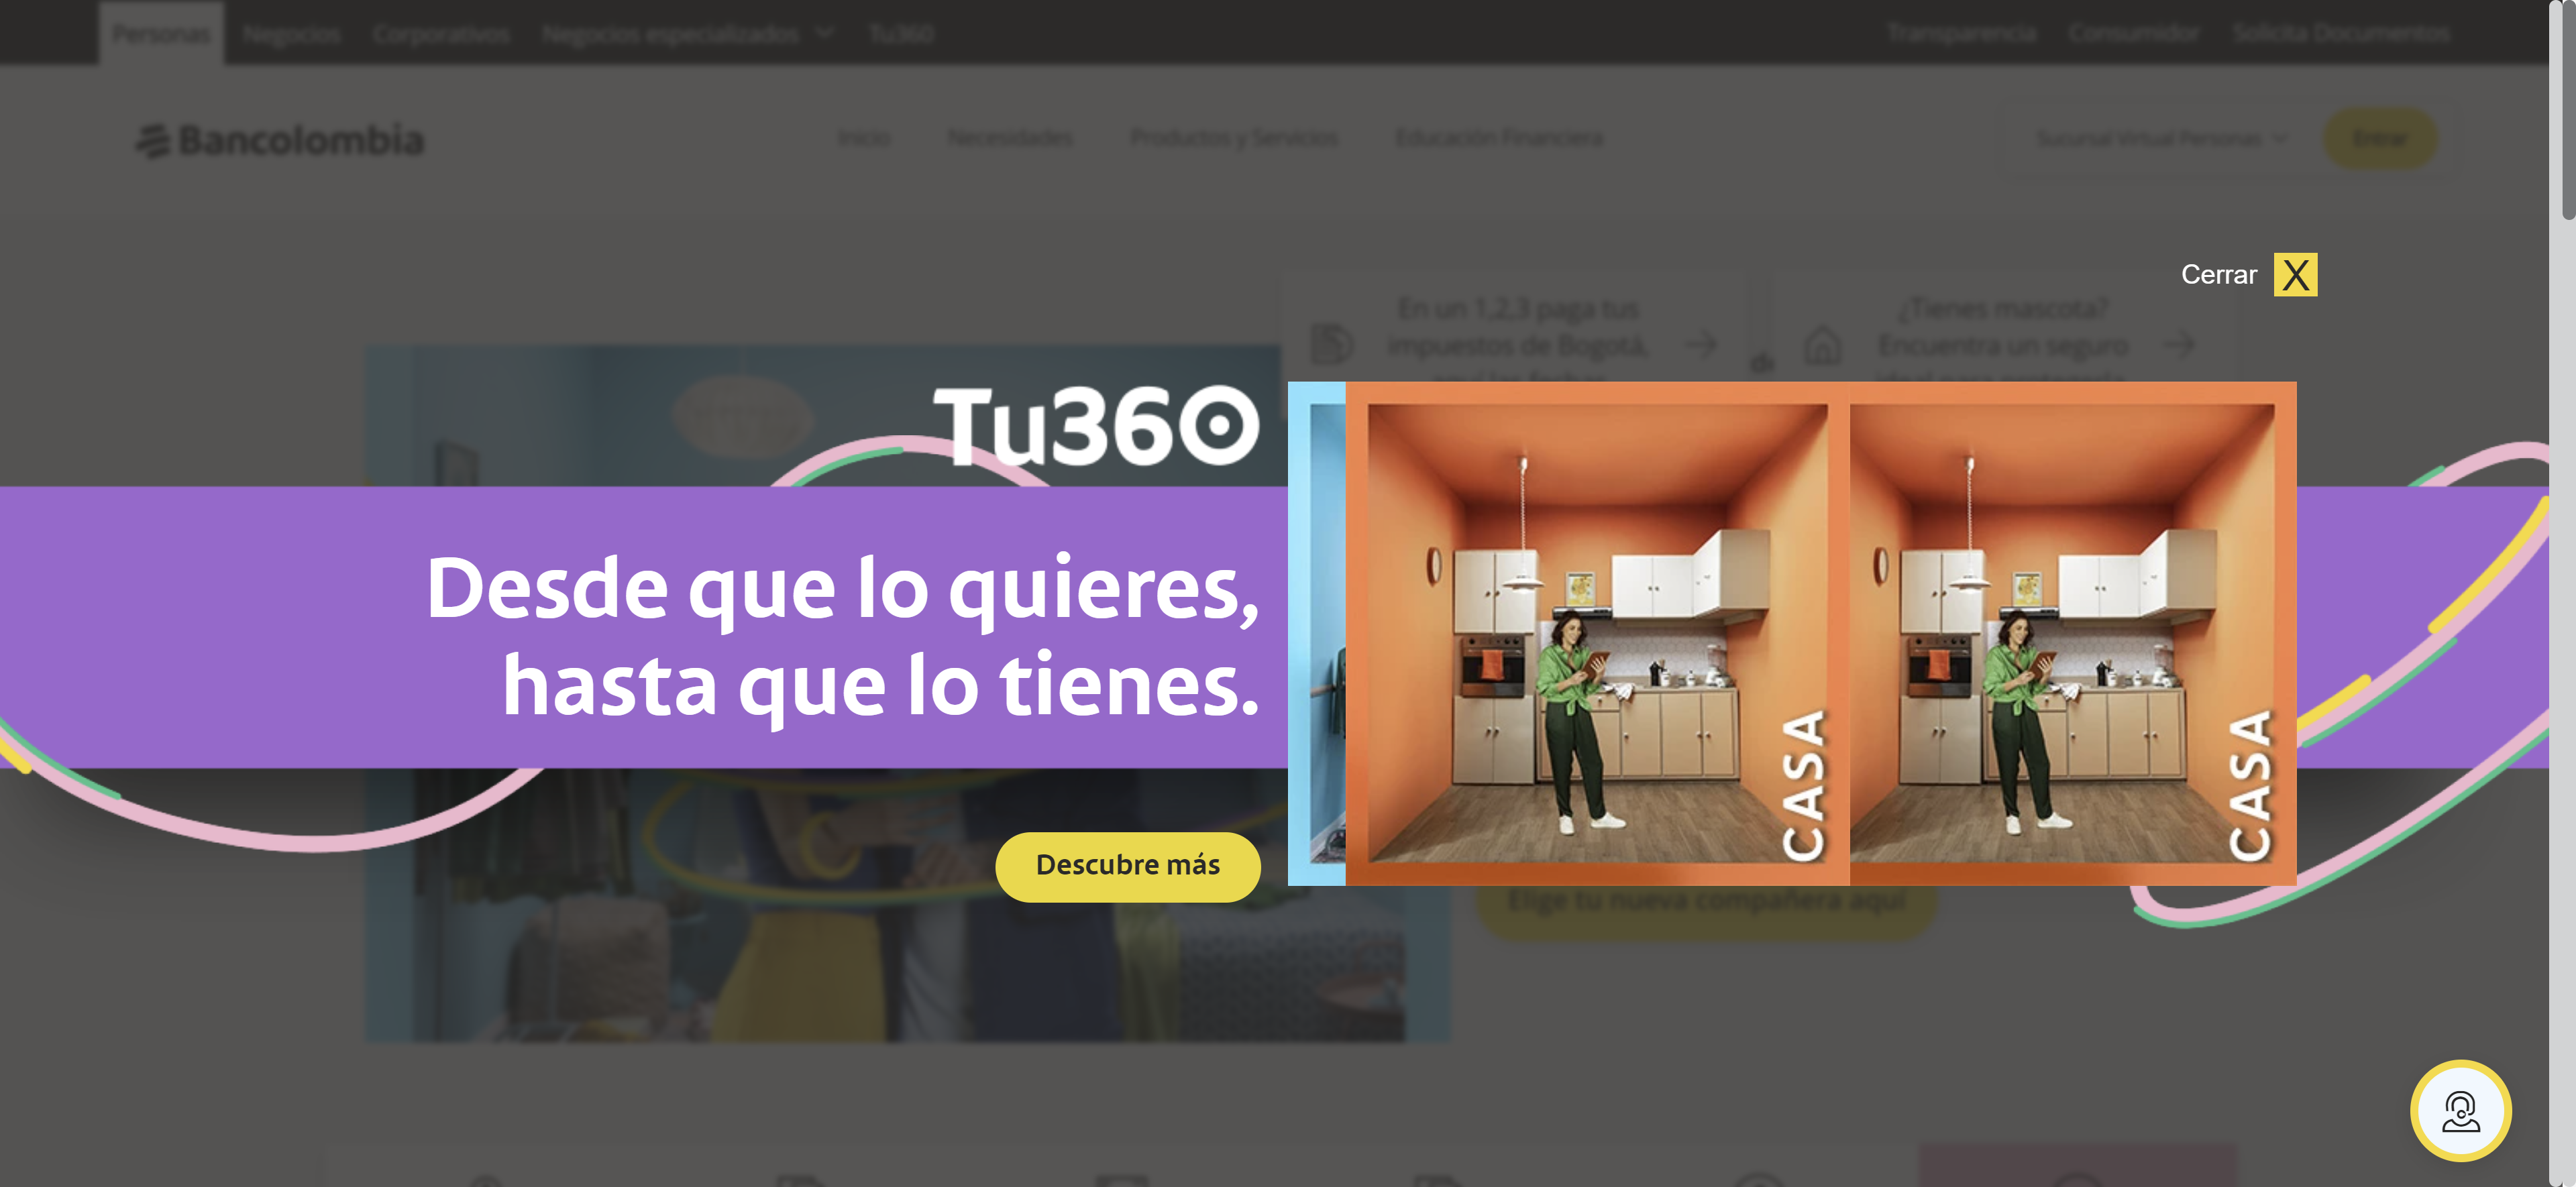 Personas Negocios Corporativos Negocios especializados Tu360 Transparencia Consumidor Solicita Documentos
Bancolombia Inicio Necesidades Productos y Servicios Educación Financiera Sucursal Virtual Personas Entrar
Cerrar X
En un 1,2,3 paga tus
impuestos de Bogotá,
¿Tienes mascota?
Encuentra un seguro
Tu360
Desde que lo quieres,
hasta que lo tienes.
Descubre más
CASA
CASA
Elige tu nueva compañera aquí